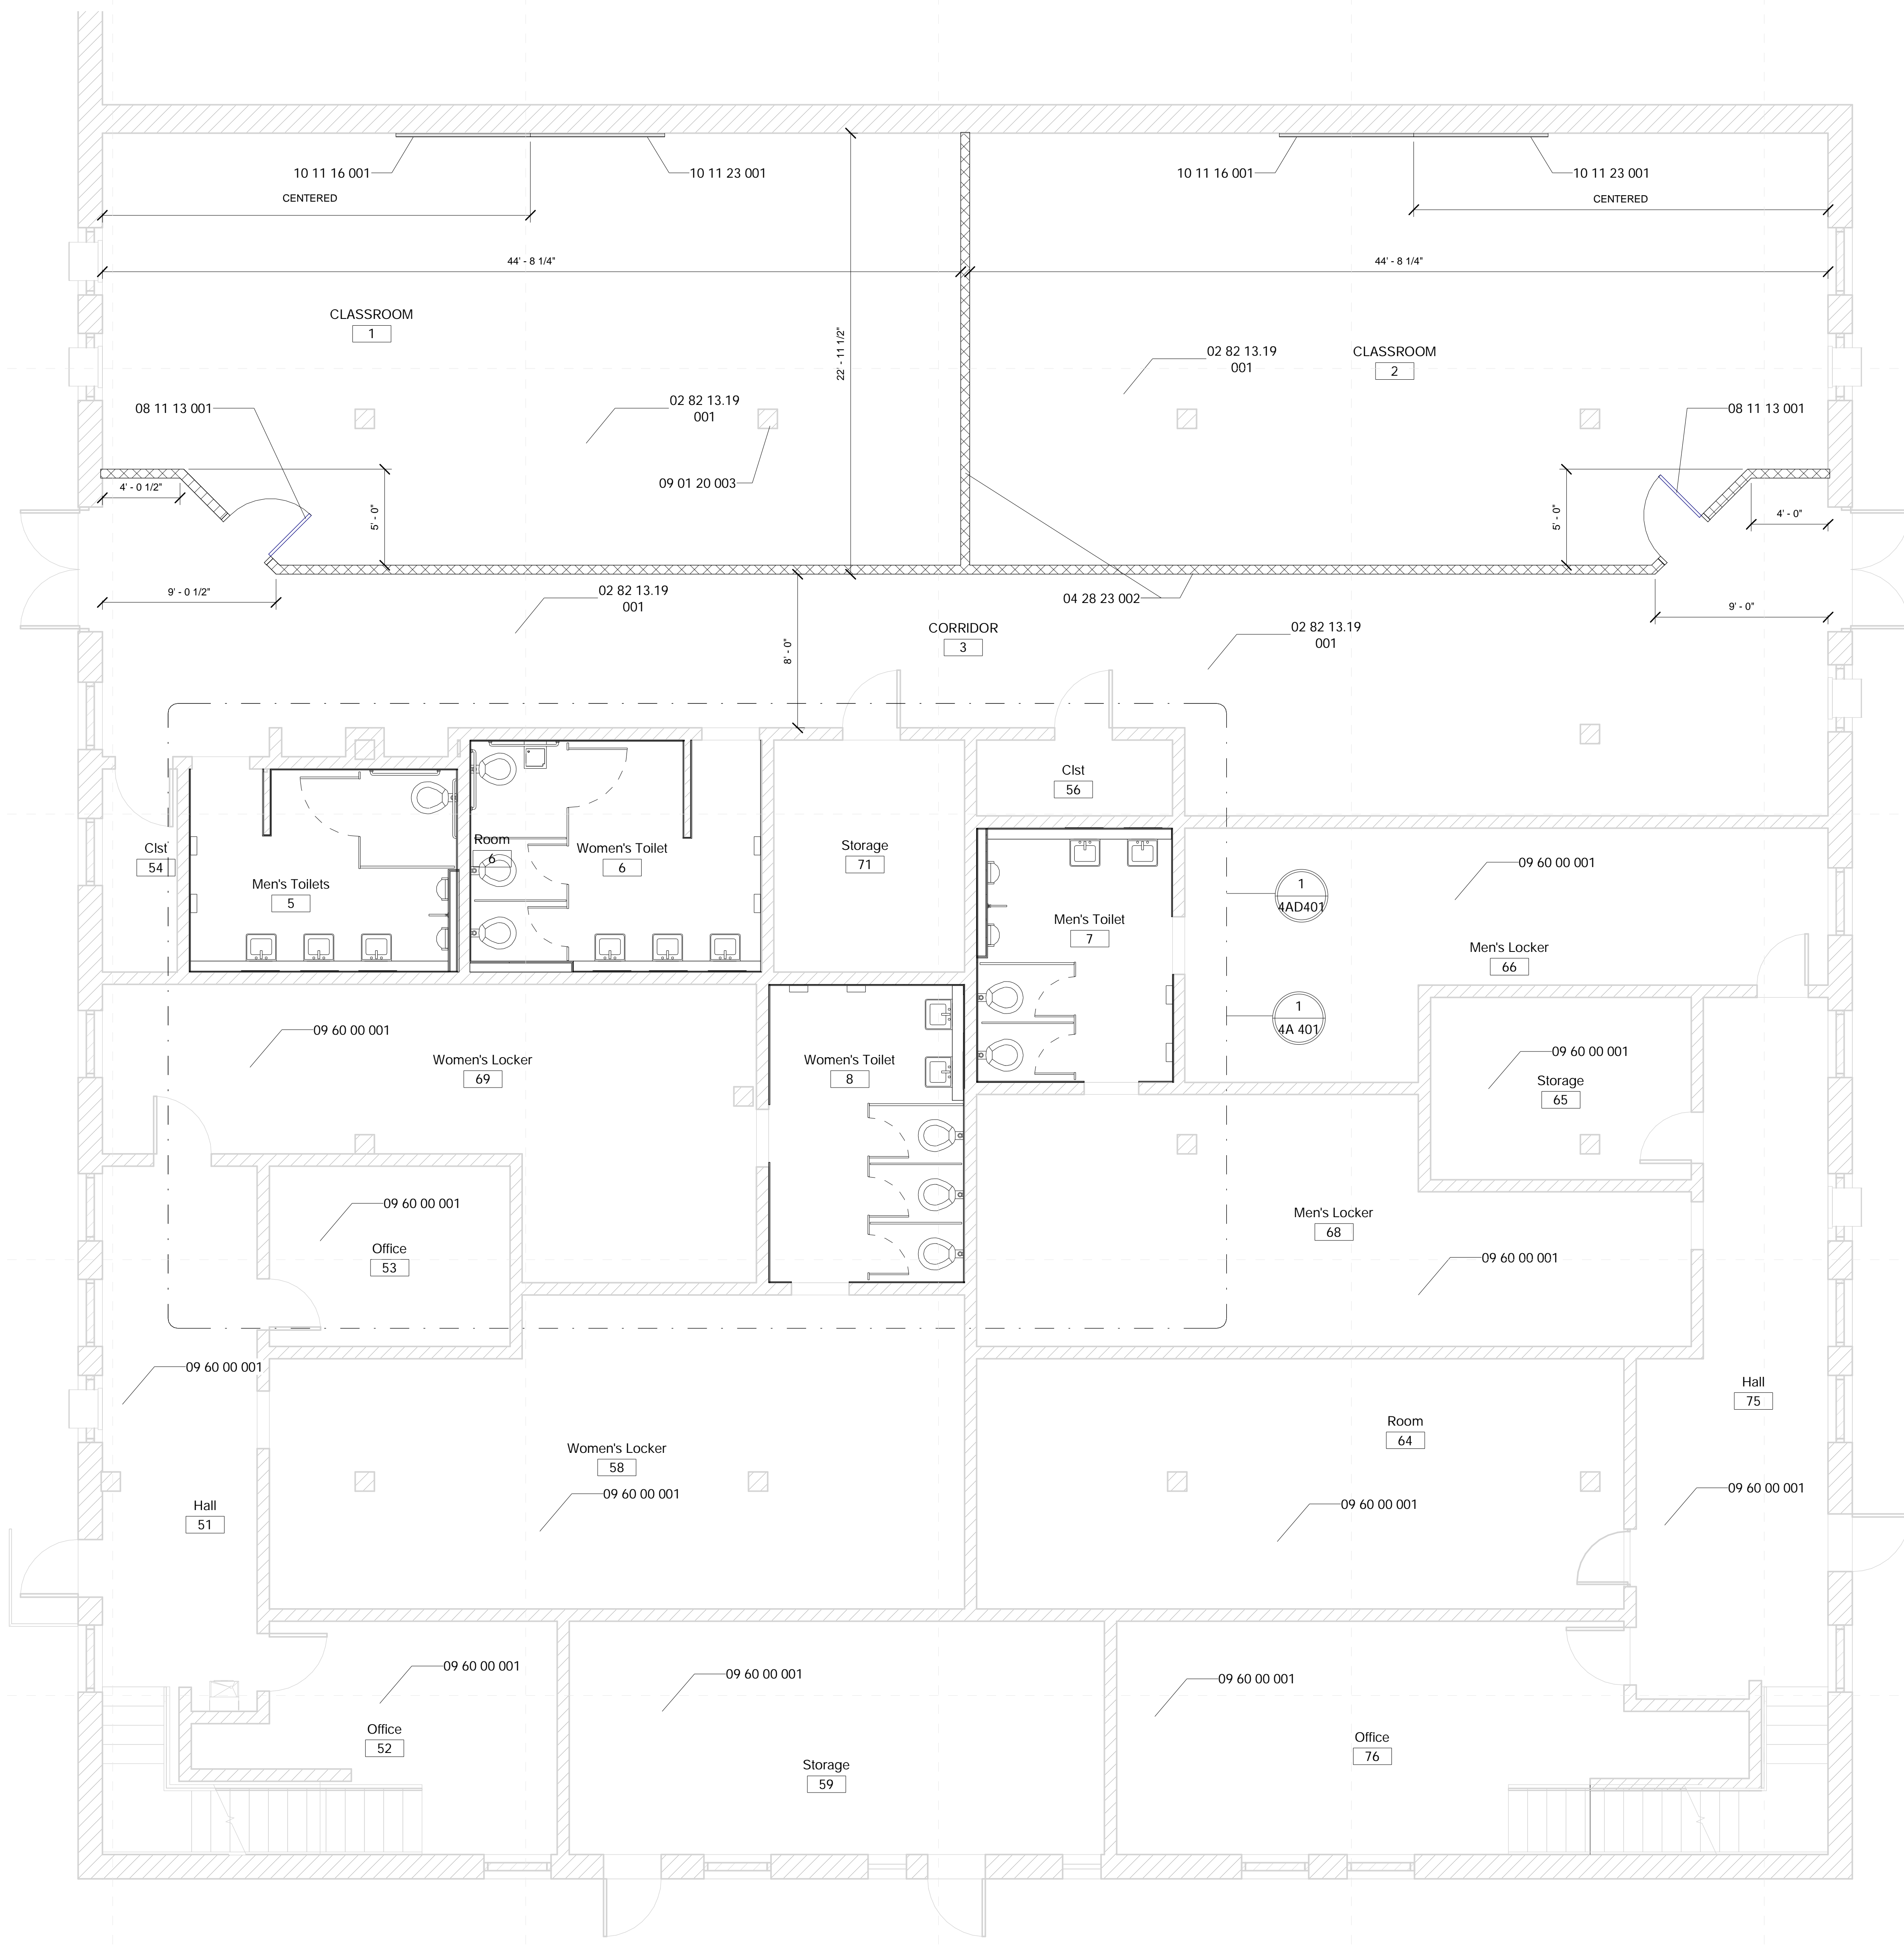 10 11 16 001
10 11 23 001
10 11 16 001
10 11 23 001
CENTERED
CENTERED
44' - 8 1/4"
44' - 8 1/4"
CLASSROOM
1
22' - 11 1/2"
02 82 13.19
001
CLASSROOM
2
08 11 13 001
02 82 13.19
001
08 11 13 001
09 01 20 003
4' - 0 1/2"
5' - 0"
5' - 0"
4' - 0"
9' - 0 1/2"
02 82 13.19
001
04 28 23 002
9' - 0"
CORRIDOR
3
02 82 13.19
001
8' - 0"
Clst
56
Room
6
Clst
54
Women's Toilet
6
Storage
71
09 60 00 001
Men's Toilets
5
1
4AD401
Men's Toilet
7
Men's Locker
66
1
4A 401
09 60 00 001
Women's Locker
69
Women's Toilet
8
09 60 00 001
Storage
65
09 60 00 001
Office
53
Men's Locker
68
09 60 00 001
09 60 00 001
Hall
75
Room
64
Women's Locker
58
09 60 00 001
Hall
51
09 60 00 001
09 60 00 001
09 60 00 001
09 60 00 001
09 60 00 001
Office
52
Storage
59
Office
76